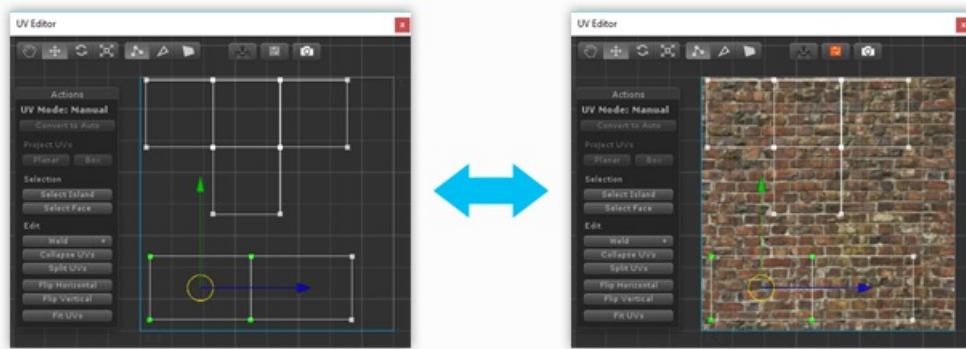 UV Editor
x
Actions
UV Mode: Manual
Convert to Auto
Project UVs
Planar Box
Selection
Select Island
Select Face
Edit
Weld +
Collapse UVs
Split UVs
Flip Horizontal
Flip Vertical
Fit UVs
UV Editor
x
Actions
UV Mode: Manual
Convert to Auto
Project UVs
Planar Box
Selection
Select Island
Select Face
Edit
Weld +
Collapse UVs
Split UVs
Flip Horizontal
Flip Vertical
Fit UVs